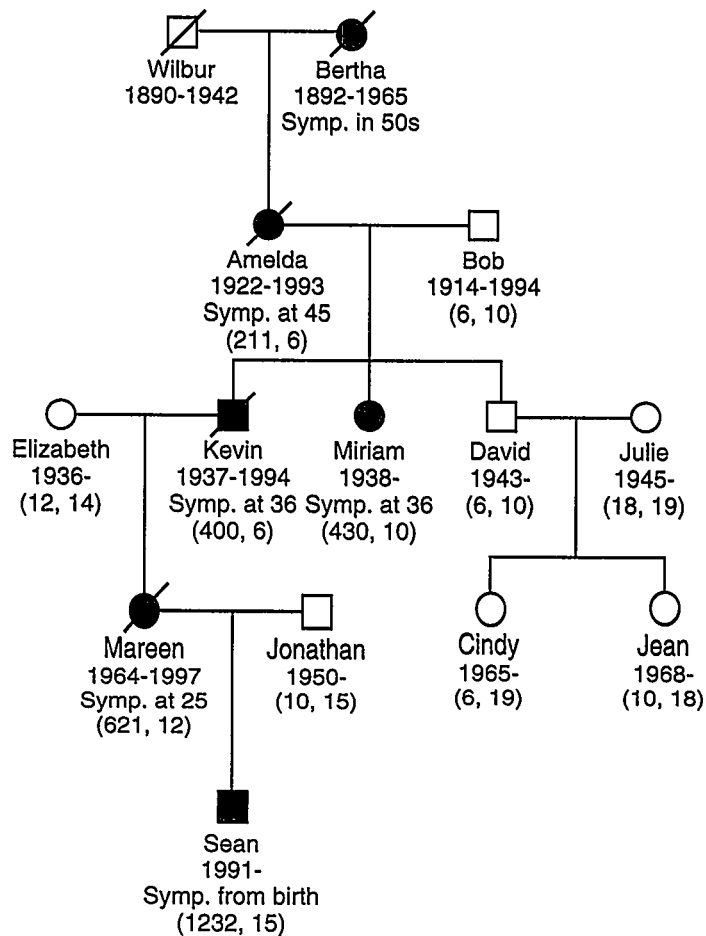 Wilbur
1890-1942
Bertha
1892-1965
Symp. in 50s
Amelda
1922-1993
Symp. at 45
(211, 6)
Bob
1914-1994
(6, 10)
Elizabeth
1936-
(12, 14)
Kevin
1937-1994
Symp. at 36
(400, 6)
Miriam
1938-
Symp. at 36
(430, 10)
David
1943-
(6, 10)
Julie
1945-
(18, 19)
Mareen
1964-1997
Symp. at 25
(621, 12)
Jonathan
1950-
(10, 15)
Cindy
1965-
(6, 19)
Jean
1968-
(10, 18)
Sean
1991-
Symp. from birth
(1232, 15)